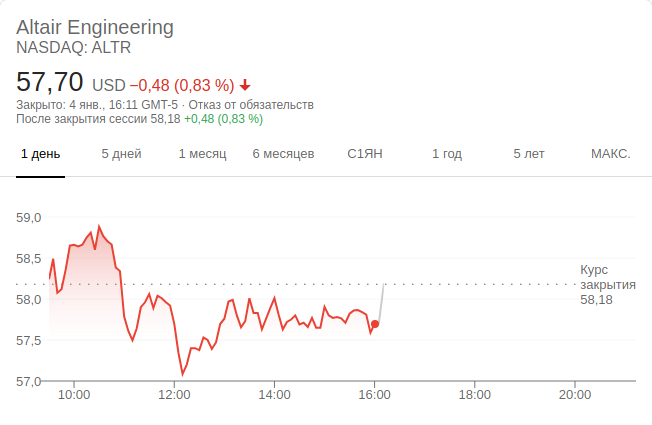 Altair Engineering
NASDAQ: ALTR
57,70 USD −0,48 (0,83 %)
Закрыто: 4 янв., 16:11 GMT-5 · Отказ от обязательств
После закрытия сессии 58,18 +0,48 (0,83 %)
1 день 5 дней 1 месяц 6 месяцев С1ЯН 1 год 5 лет МАКС.
59,0
58,5
Курс
закрытия
58,18
58,0
57,5
57,0
10:00 12:00 14:00 16:00 18:00 20:00